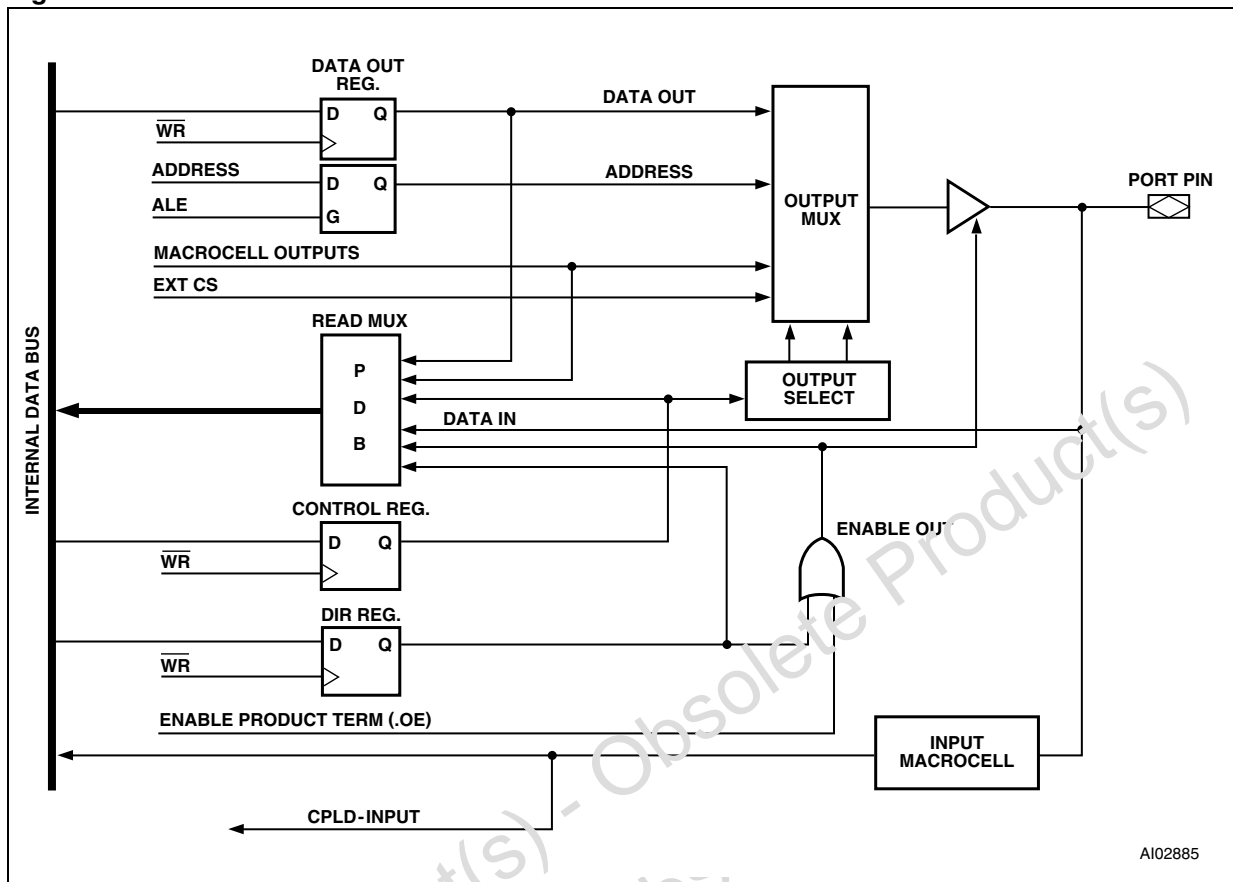 DATA OUT
REG.
D Q
WR
DATA OUT
ADDRESS
ALE
D Q
G
ADDRESS
OUTPUT
MUX
PORT PIN
MACROCELL OUTPUTS
EXT CS
INTERNAL DATA BUS
READ MUX
P
D
B
DATA IN
OUTPUT
SELECT
CONTROL REG.
D Q
WR
ENABLE OUT
DIR REG.
D Q
WR
ENABLE PRODUCT TERM (.OE)
INPUT
MACROCELL
CPLD-INPUT
AI02885
t(s) - Obsolete Product(s)